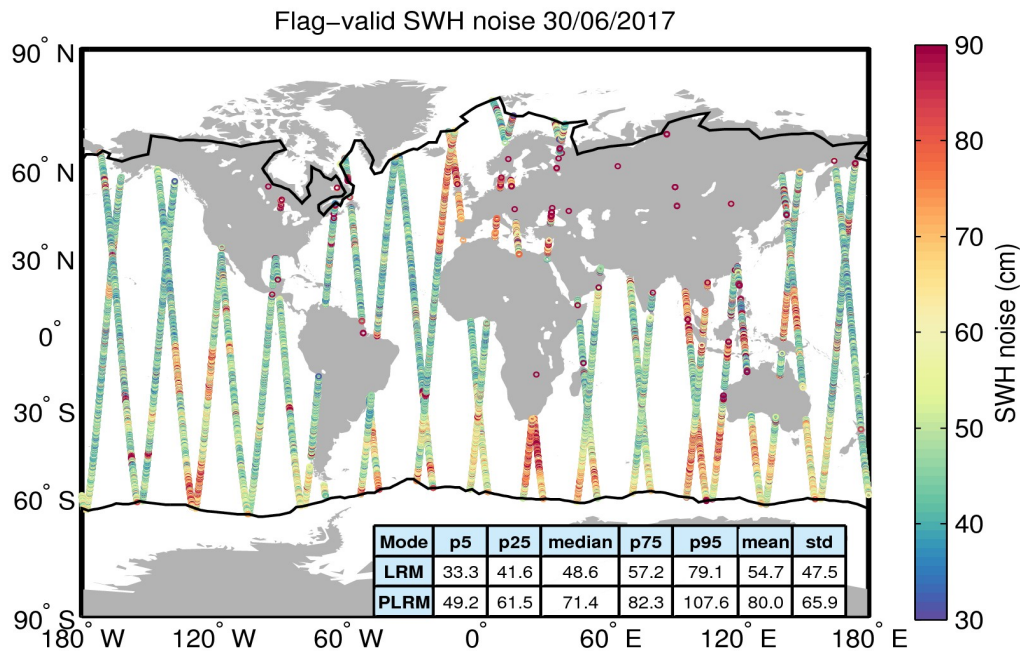 Flag−valid SWH noise 30/06/2017
90° N
60° N
30° N
0°
30° S
60° S
90° S
180° W
120° W
60° W
0°
60° E
120° E
180° E
Mode p5 p25 median p75 p95 mean std
LRM 33.3 41.6 48.6 57.2 79.1 54.7 47.5
PLRM 49.2 61.5 71.4 82.3 107.6 80.0 65.9
90
80
70
60
50
40
30
SWH noise (cm)